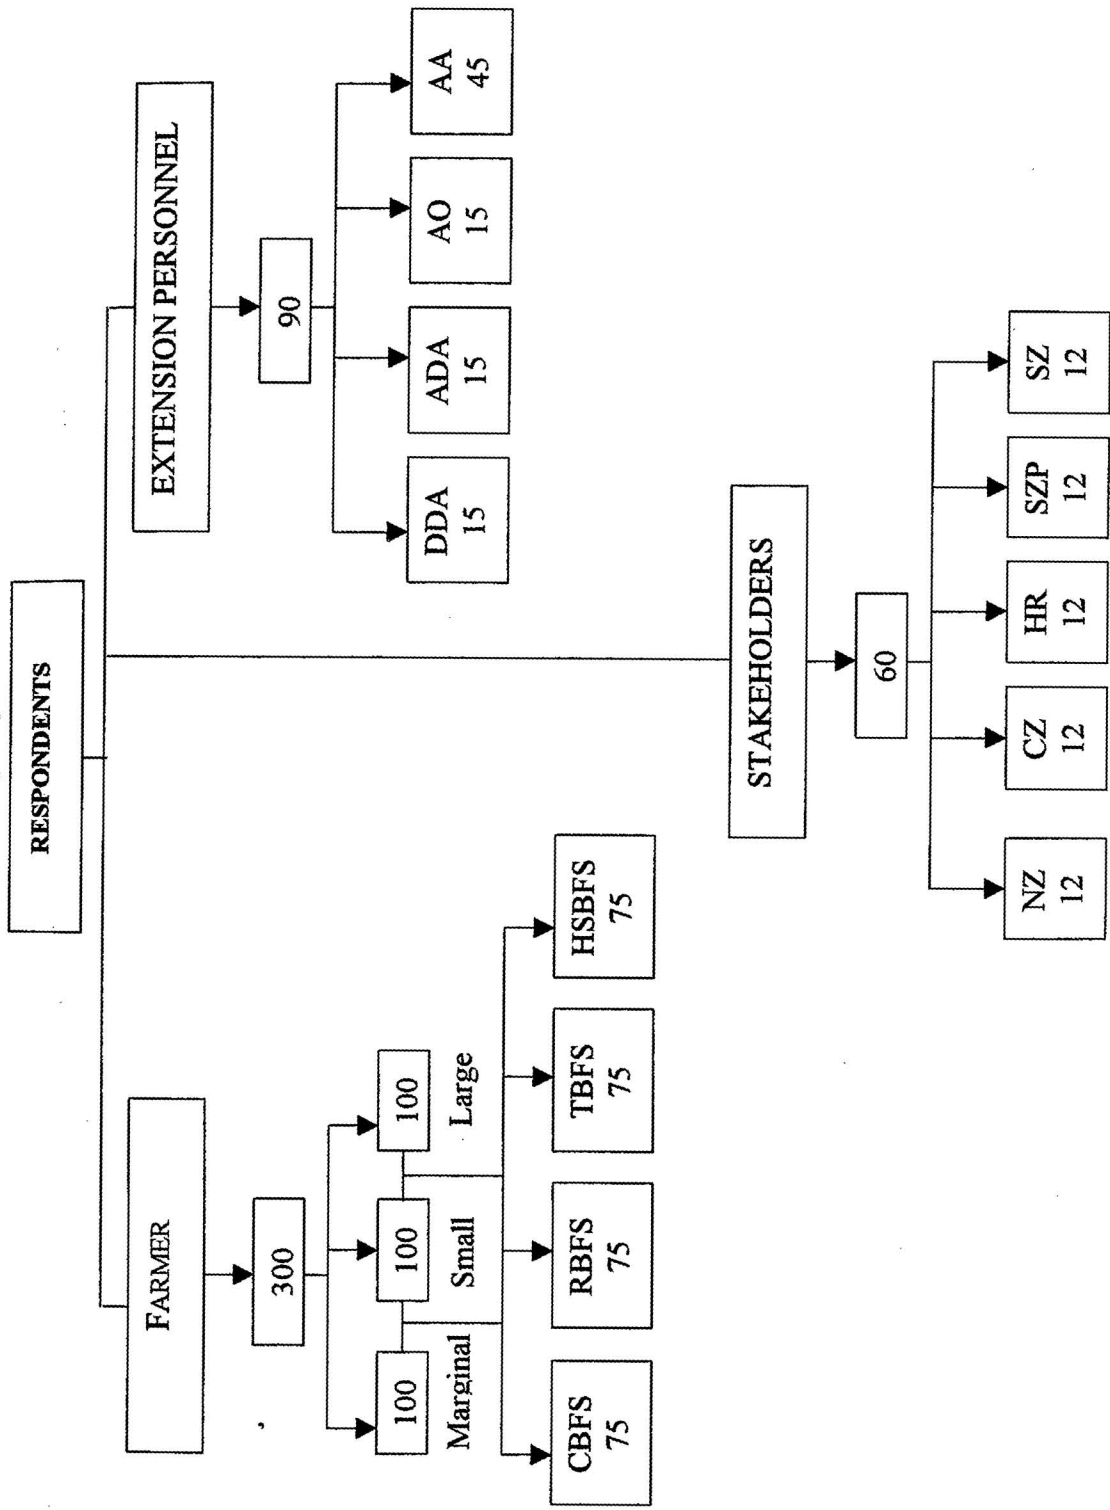 RESPONDENTS
FARMER
300
100
100
100
Marginal
Small
Large
CBFS
75
RBFS
75
TBFS
75
HSBFS
75
EXTENSION PERSONNEL
90
DDA
15
ADA
15
AO
15
AA
45
STAKEHOLDERS
60
NZ
12
CZ
12
HR
12
SZP
12
SZ
12